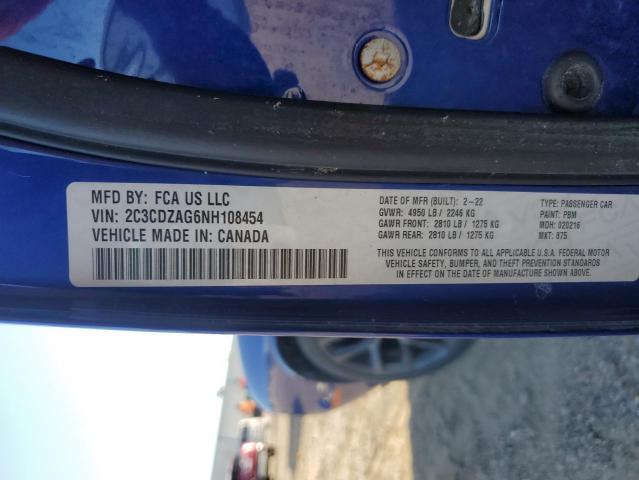 MFD BY: FCA US LLC
VIN: 2C3CDZAG6NH108454
VEHICLE MADE IN: CANADA
DATE OF MFR (BUILT): 2-22
GVWR: 4950 LB / 2246 KG
GAWR FRONT: 2810 LB / 1275 KG
GAWR REAR: 2810 LB / 1275 KG
TYPE: PASSENGER CAR
PAINT: PBM
MDH: 020216
MKT: 875
THIS VEHICLE CONFORMS TO ALL APPLICABLE U.S.A. FEDERAL MOTOR
VEHICLE SAFETY, BUMPER, AND THEFT PREVENTION STANDARDS
IN EFFECT ON THE DATE OF MANUFACTURE SHOWN ABOVE.